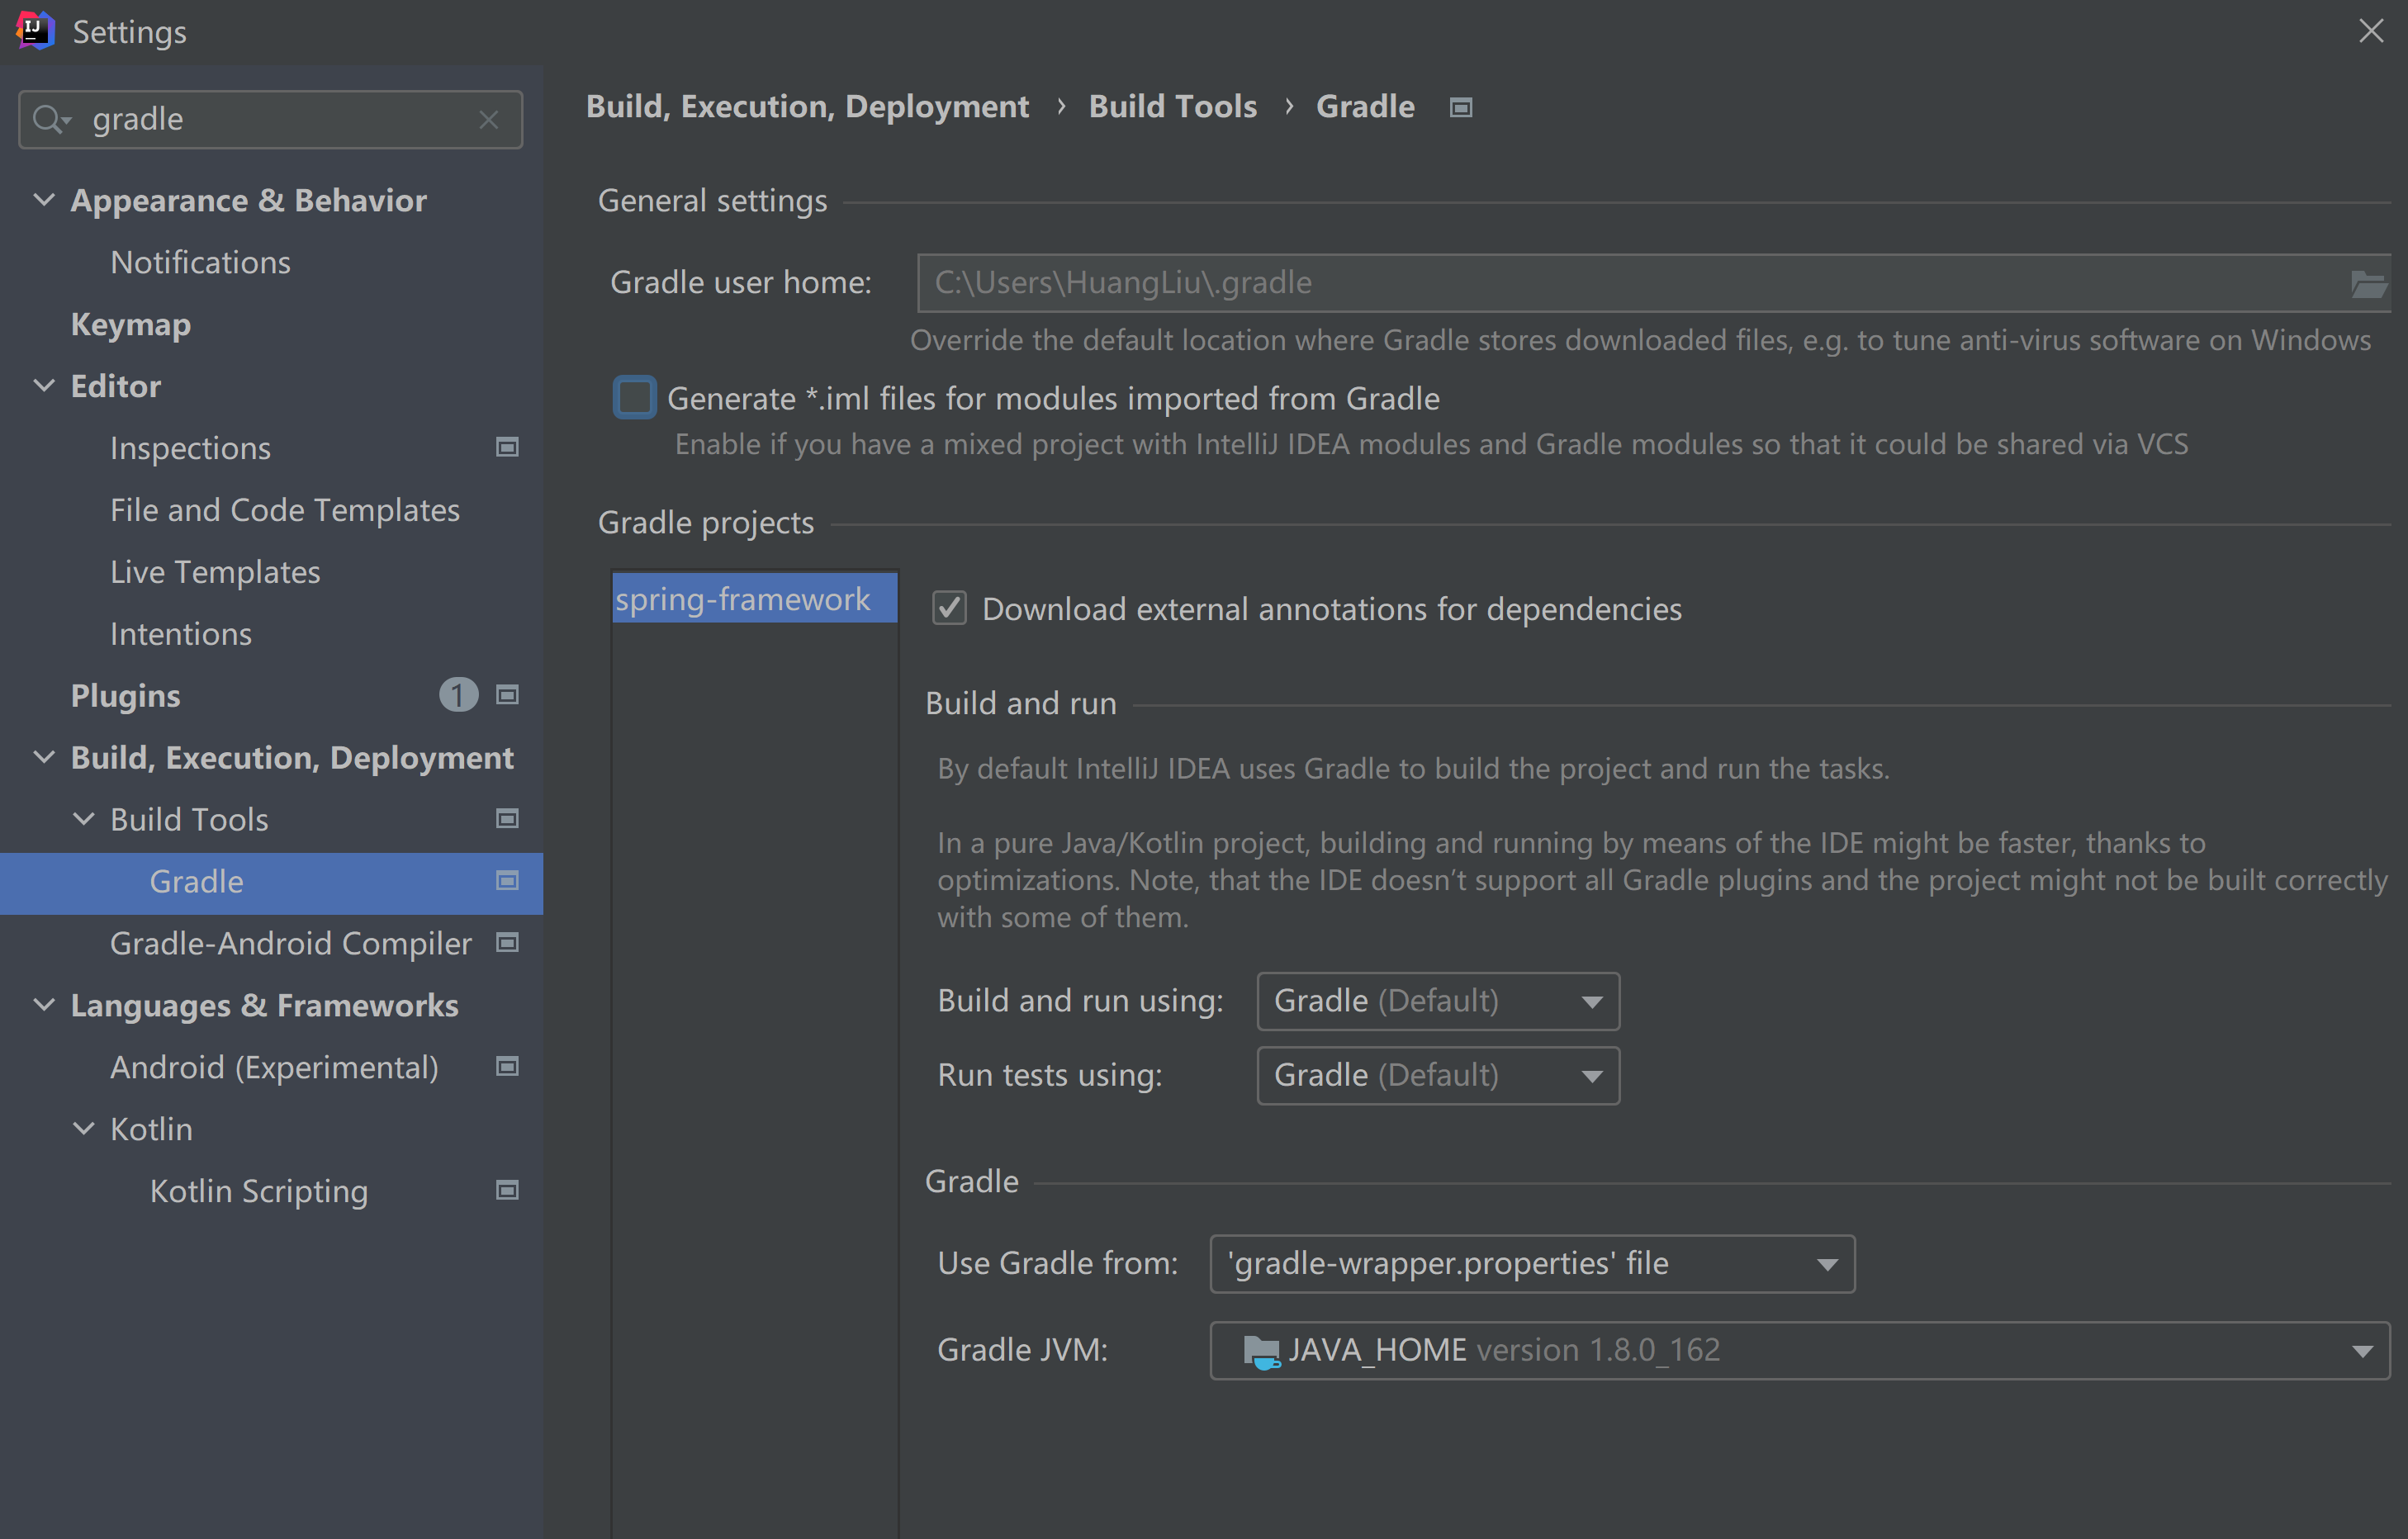 Settings
gradle
Appearance & Behavior
Notifications
Keymap
Editor
Inspections
File and Code Templates
Live Templates
Intentions
Plugins 1
Build, Execution, Deployment
Build Tools
Gradle
Gradle-Android Compiler
Languages & Frameworks
Android (Experimental)
Kotlin
Kotlin Scripting
Build, Execution, Deployment › Build Tools › Gradle
General settings
Gradle user home: C:\Users\HuangLiu\.gradle
Override the default location where Gradle stores downloaded files, e.g. to tune anti-virus software on Windows
Generate *.iml files for modules imported from Gradle
Enable if you have a mixed project with IntelliJ IDEA modules and Gradle modules so that it could be shared via VCS
Gradle projects
spring-framework
Download external annotations for dependencies
Build and run
By default IntelliJ IDEA uses Gradle to build the project and run the tasks.
In a pure Java/Kotlin project, building and running by means of the IDE might be faster, thanks to
optimizations. Note, that the IDE doesn't support all Gradle plugins and the project might not be built correctly
with some of them.
Build and run using: Gradle (Default)
Run tests using: Gradle (Default)
Gradle
Use Gradle from: 'gradle-wrapper.properties' file
Gradle JVM: JAVA_HOME version 1.8.0_162